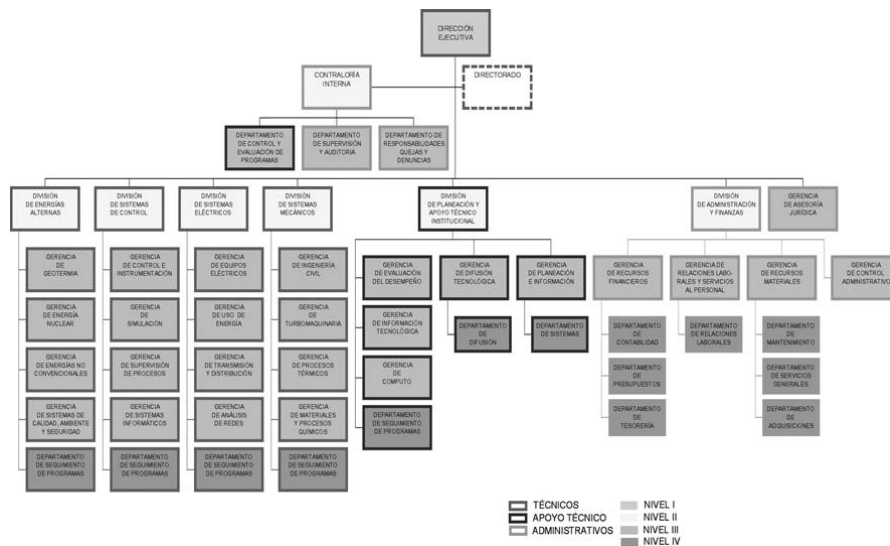 DIRECCIÓN
EJECUTIVA
CONTRALORÍA
INTERNA
DIRECTORADO
DEPARTAMENTO
DE CONTROL Y
EVALUACIÓN DE
PROGRAMAS
DEPARTAMENTO
DE SUPERVISIÓN
Y AUDITORIA
DEPARTAMENTO DE
RESPONSABILIDADES
QUEJAS Y
DENUNCIAS
DIVISIÓN
DE ENERGÍAS
ALTERNAS
DIVISIÓN
DE SISTEMAS
DE CONTROL
DIVISIÓN
DE SISTEMAS
ELÉCTRICOS
DIVISIÓN
DE SISTEMAS
MECÁNICOS
DIVISIÓN
DE PLANEACIÓN Y
APOYO TÉCNICO
INSTITUCIONAL
DIVISIÓN
DE ADMINISTRACIÓN
Y FINANZAS
GERENCIA
DE ASESORÍA
JURÍDICA
GERENCIA
DE
GEOTERMIA
GERENCIA
DE CONTROL E
INSTRUMENTACIÓN
GERENCIA
DE EQUIPOS
ELÉCTRICOS
GERENCIA
DE INGENIERÍA
CIVIL
GERENCIA
DE EVALUACIÓN
DEL DESEMPEÑO
GERENCIA
DE DIFUSIÓN
TECNOLÓGICA
GERENCIA
DE PLANEACIÓN
E INFORMACIÓN
GERENCIA
DE RECURSOS
FINANCIEROS
GERENCIA DE
RELACIONES LABO-
RALES Y SERVICIOS
AL PERSONAL
GERENCIA
DE RECURSOS
MATERIALES
GERENCIA
DE CONTROL
ADMINISTRATIVO
GERENCIA
DE ENERGÍA
NUCLEAR
GERENCIA
DE
SIMULACIÓN
GERENCIA
DE USO DE
ENERGÍA
GERENCIA
DE
TURBOMAQUINARIA
GERENCIA
DE INFORMACIÓN
TECNOLÓGICA
DEPARTAMENTO
DE
DIFUSIÓN
DEPARTAMENTO
DE SISTEMAS
DEPARTAMENTO
DE
CONTABILIDAD
DEPARTAMENTO
DE RELACIONES
LABORALES
DEPARTAMENTO
DE
MANTENIMIENTO
GERENCIA
DE ENERGÍAS NO
CONVENCIONALES
GERENCIA
DE SUPERVISIÓN
DE PROCESOS
GERENCIA
DE TRANSMISIÓN
Y DISTRIBUCIÓN
GERENCIA
DE PROCESOS
TÉRMICOS
GERENCIA
DE
COMPUTO
DEPARTAMENTO
DE
PRESUPUESTOS
DEPARTAMENTO
DE SERVICIOS
GENERALES
GERENCIA
DE SISTEMAS DE
CALIDAD, AMBIENTE
Y SEGURIDAD
GERENCIA
DE SISTEMAS
INFORMÁTICOS
GERENCIA
DE ANÁLISIS
DE REDES
GERENCIA
DE MATERIALES
Y PROCESOS
QUÍMICOS
DEPARTAMENTO
DE SEGUIMIENTO
DE PROGRAMAS
DEPARTAMENTO
DE
TESORERÍA
DEPARTAMENTO
DE
ADQUISICIONES
DEPARTAMENTO
DE SEGUIMIENTO
DE PROGRAMAS
DEPARTAMENTO
DE SEGUIMIENTO
DE PROGRAMAS
DEPARTAMENTO
DE SEGUIMIENTO
DE PROGRAMAS
DEPARTAMENTO
DE SEGUIMIENTO
DE PROGRAMAS
TÉCNICOS
APOYO TÉCNICO
ADMINISTRATIVOS
NIVEL I
NIVEL II
NIVEL III
NIVEL IV